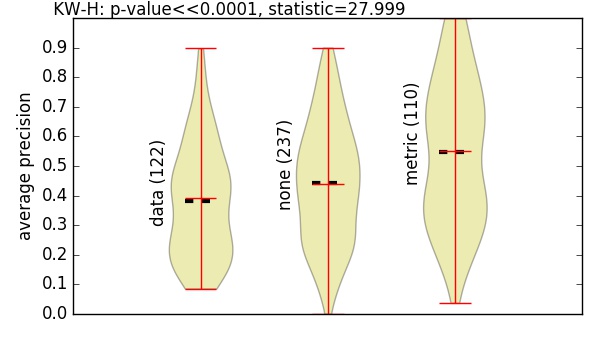 KW-H: p-value<<0.0001, statistic=27.999
average precision
0.9
0.8
0.7
0.6
0.5
0.4
0.3
0.2
0.1
0.0
data (122)
none (237)
metric (110)